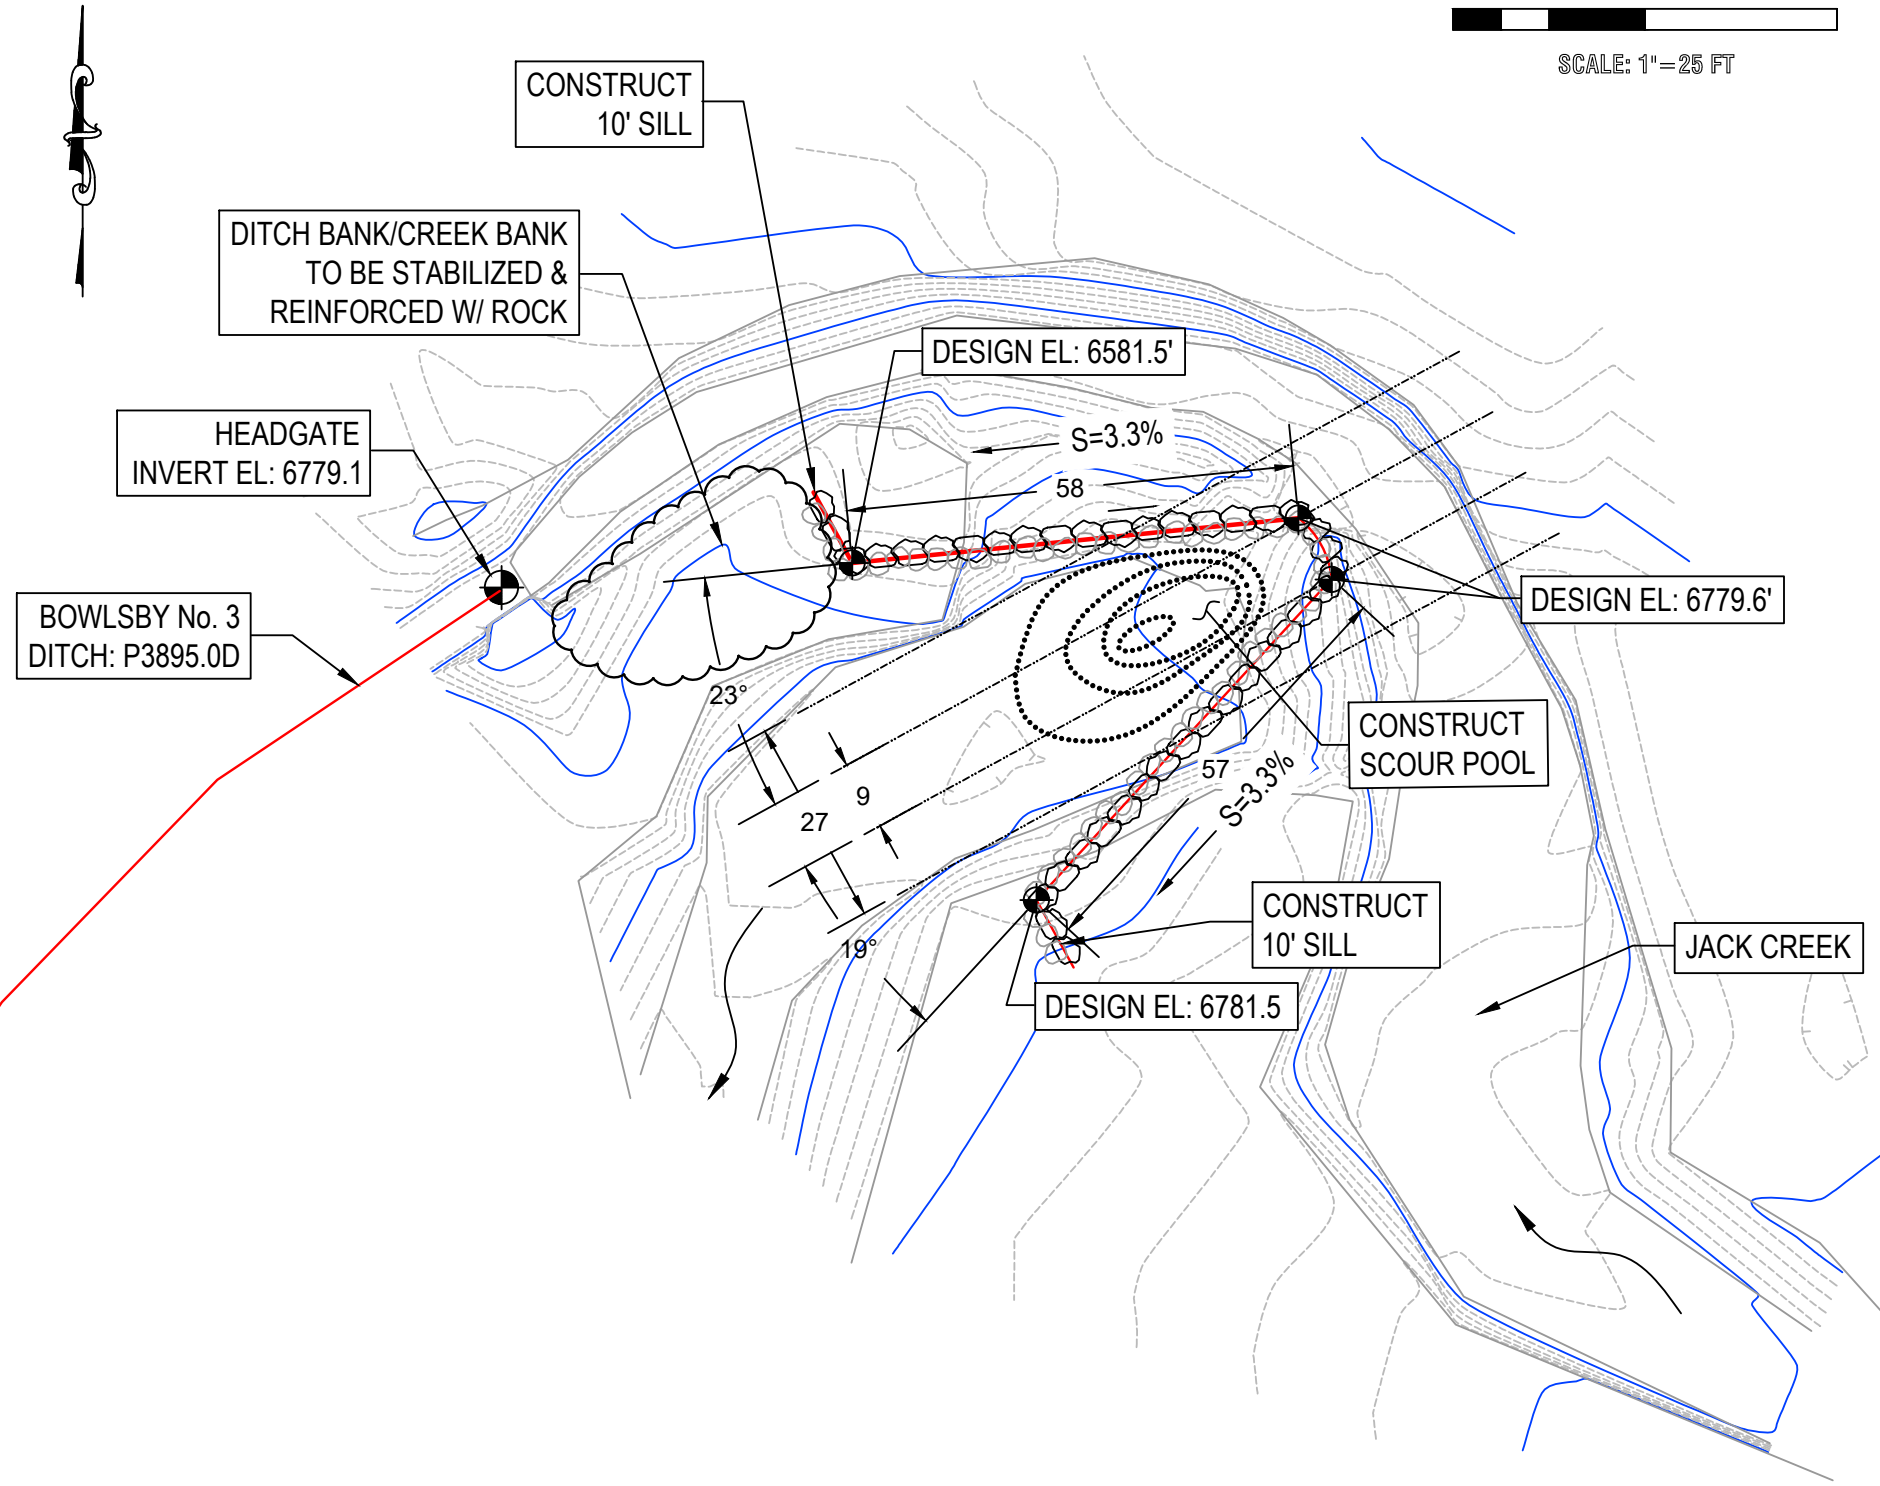 SCALE: 1"=25 FT
CONSTRUCT
10' SILL
DITCH BANK/CREEK BANK
TO BE STABILIZED &
REINFORCED W/ ROCK
DESIGN EL: 6581.5'
HEADGATE
INVERT EL: 6779.1
S=3.3%
58
BOWLSBY No. 3
DITCH: P3895.0D
DESIGN EL: 6779.6'
23°
CONSTRUCT
SCOUR POOL
57
S=3.3%
9
27
19°
CONSTRUCT
10' SILL
JACK CREEK
DESIGN EL: 6781.5